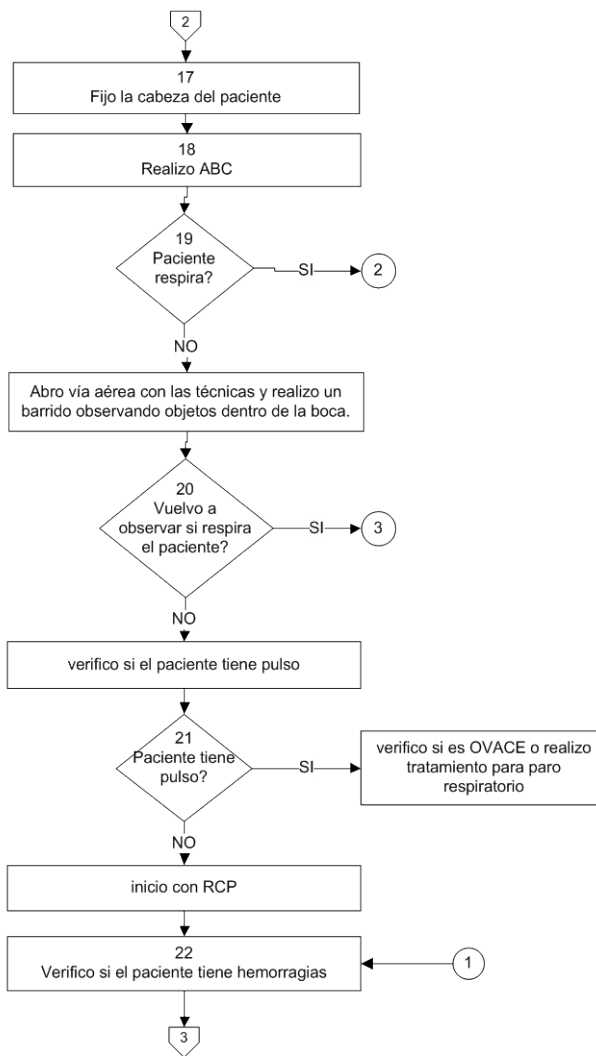 2
17
Fijo la cabeza del paciente
18
Realizo ABC
19
Paciente
respira?
SI
2
NO
Abro vía aérea con las técnicas y realizo un
barrido observando objetos dentro de la boca.
20
Vuelvo a
observar si respira
el paciente?
SI
3
NO
verifico si el paciente tiene pulso
21
Paciente tiene
pulso?
SI
verifico si es OVACE o realizo
tratamiento para paro
respiratorio
NO
inicio con RCP
22
Verifico si el paciente tiene hemorragias
1
3